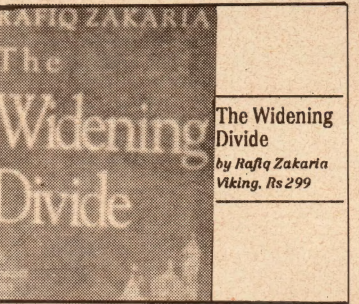 RAFIQ ZAKARIA
The
Widening
Divide
The Widening
Divide
by Rafiq Zakaria
Viking, Rs 299